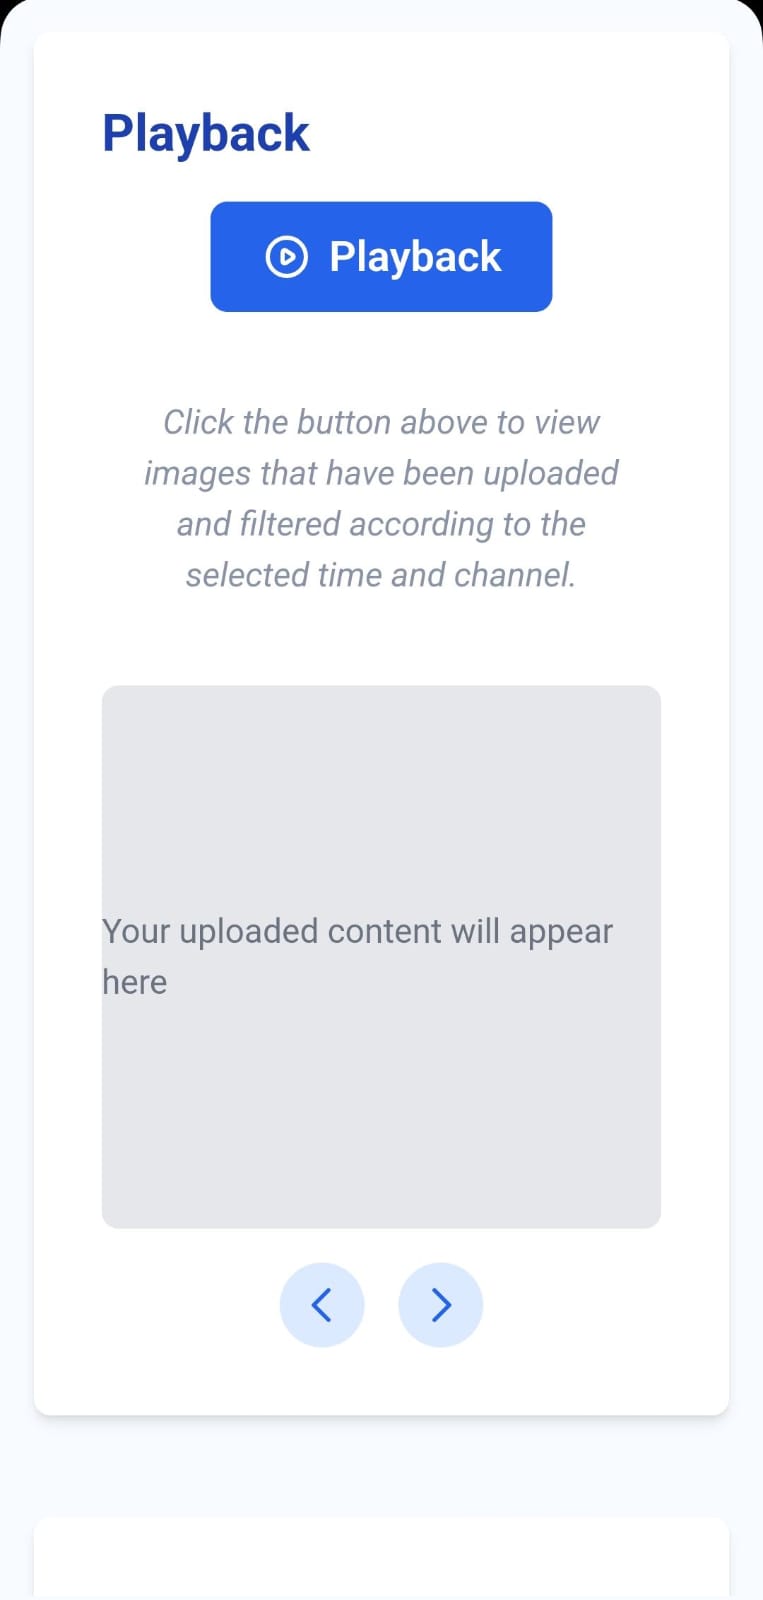 Playback
Playback
Click the button above to view
images that have been uploaded
and filtered according to the
selected time and channel.
Your uploaded content will appear
here